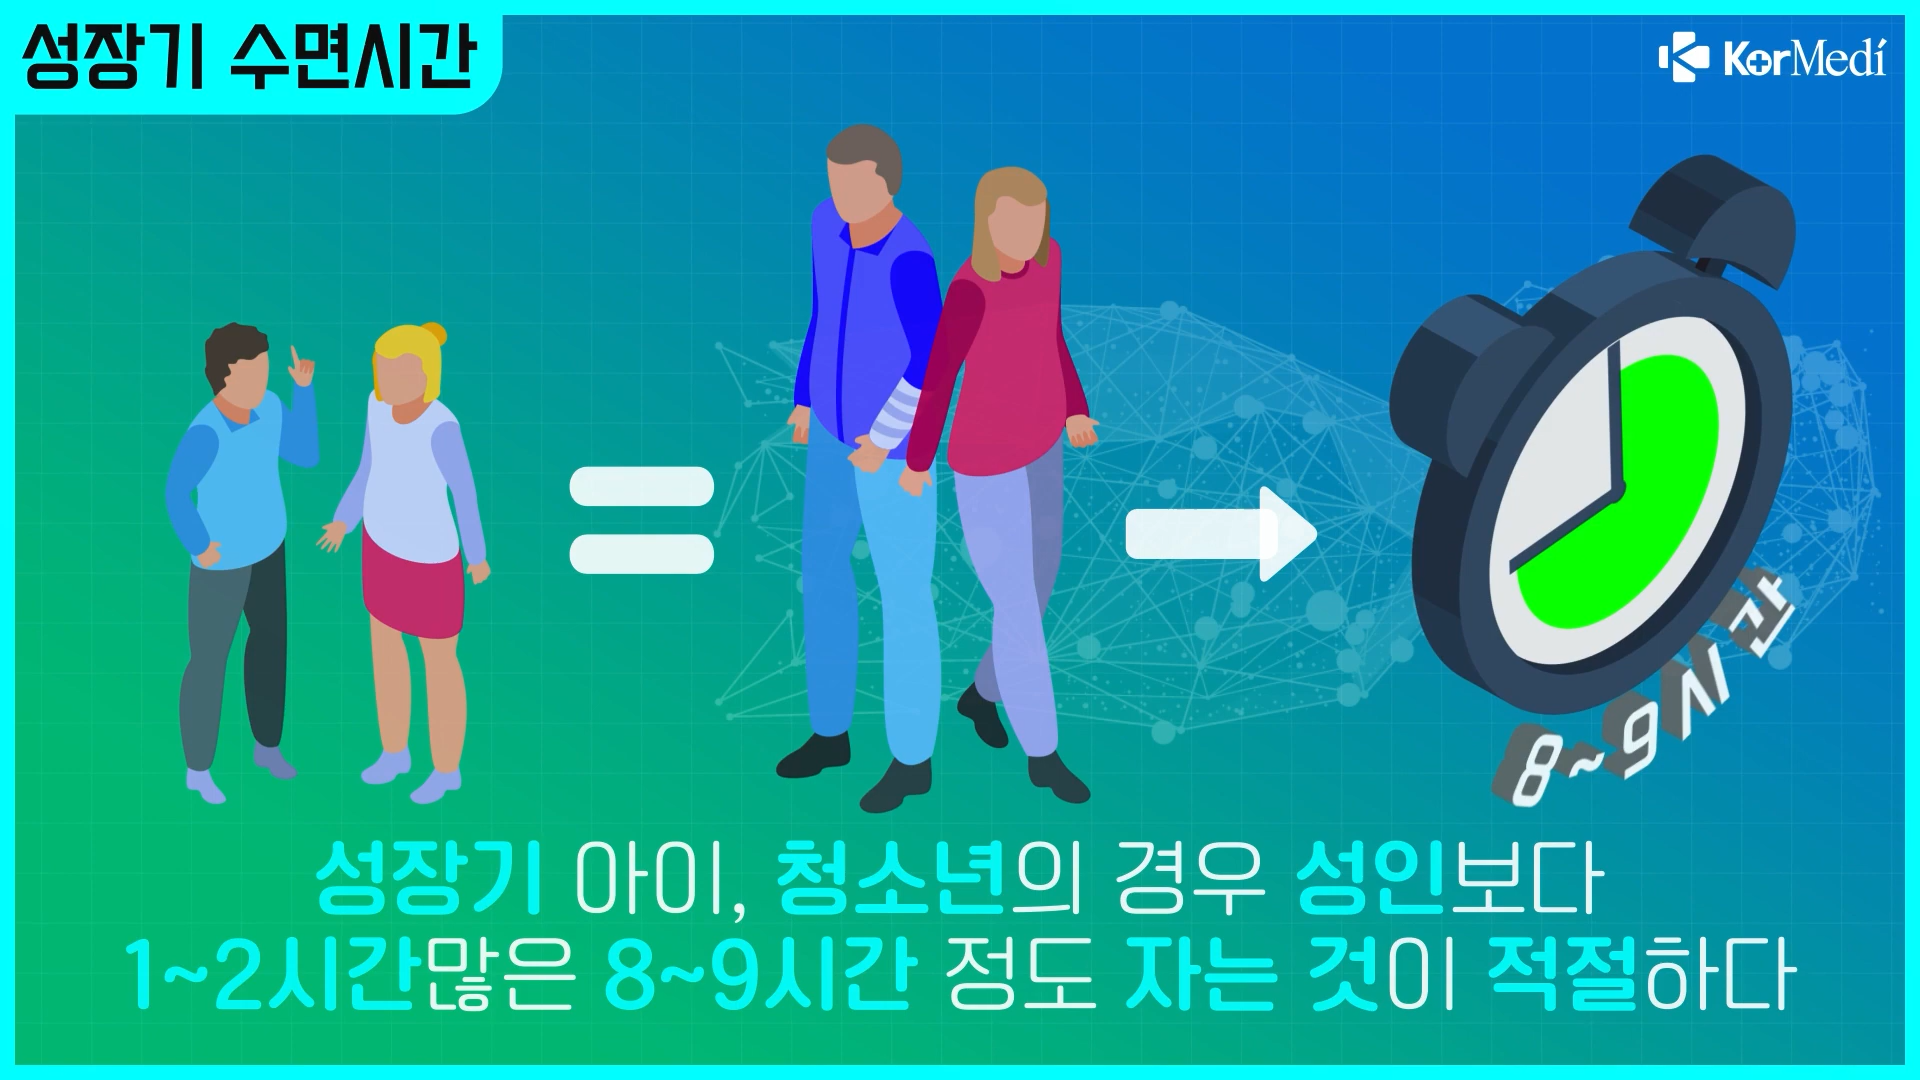 성장기 수면시간
KorMedi
8~9시간
성장기 아이, 청소년의 경우 성인보다
1~2시간많은 8~9시간 정도 자는 것이 적절하다